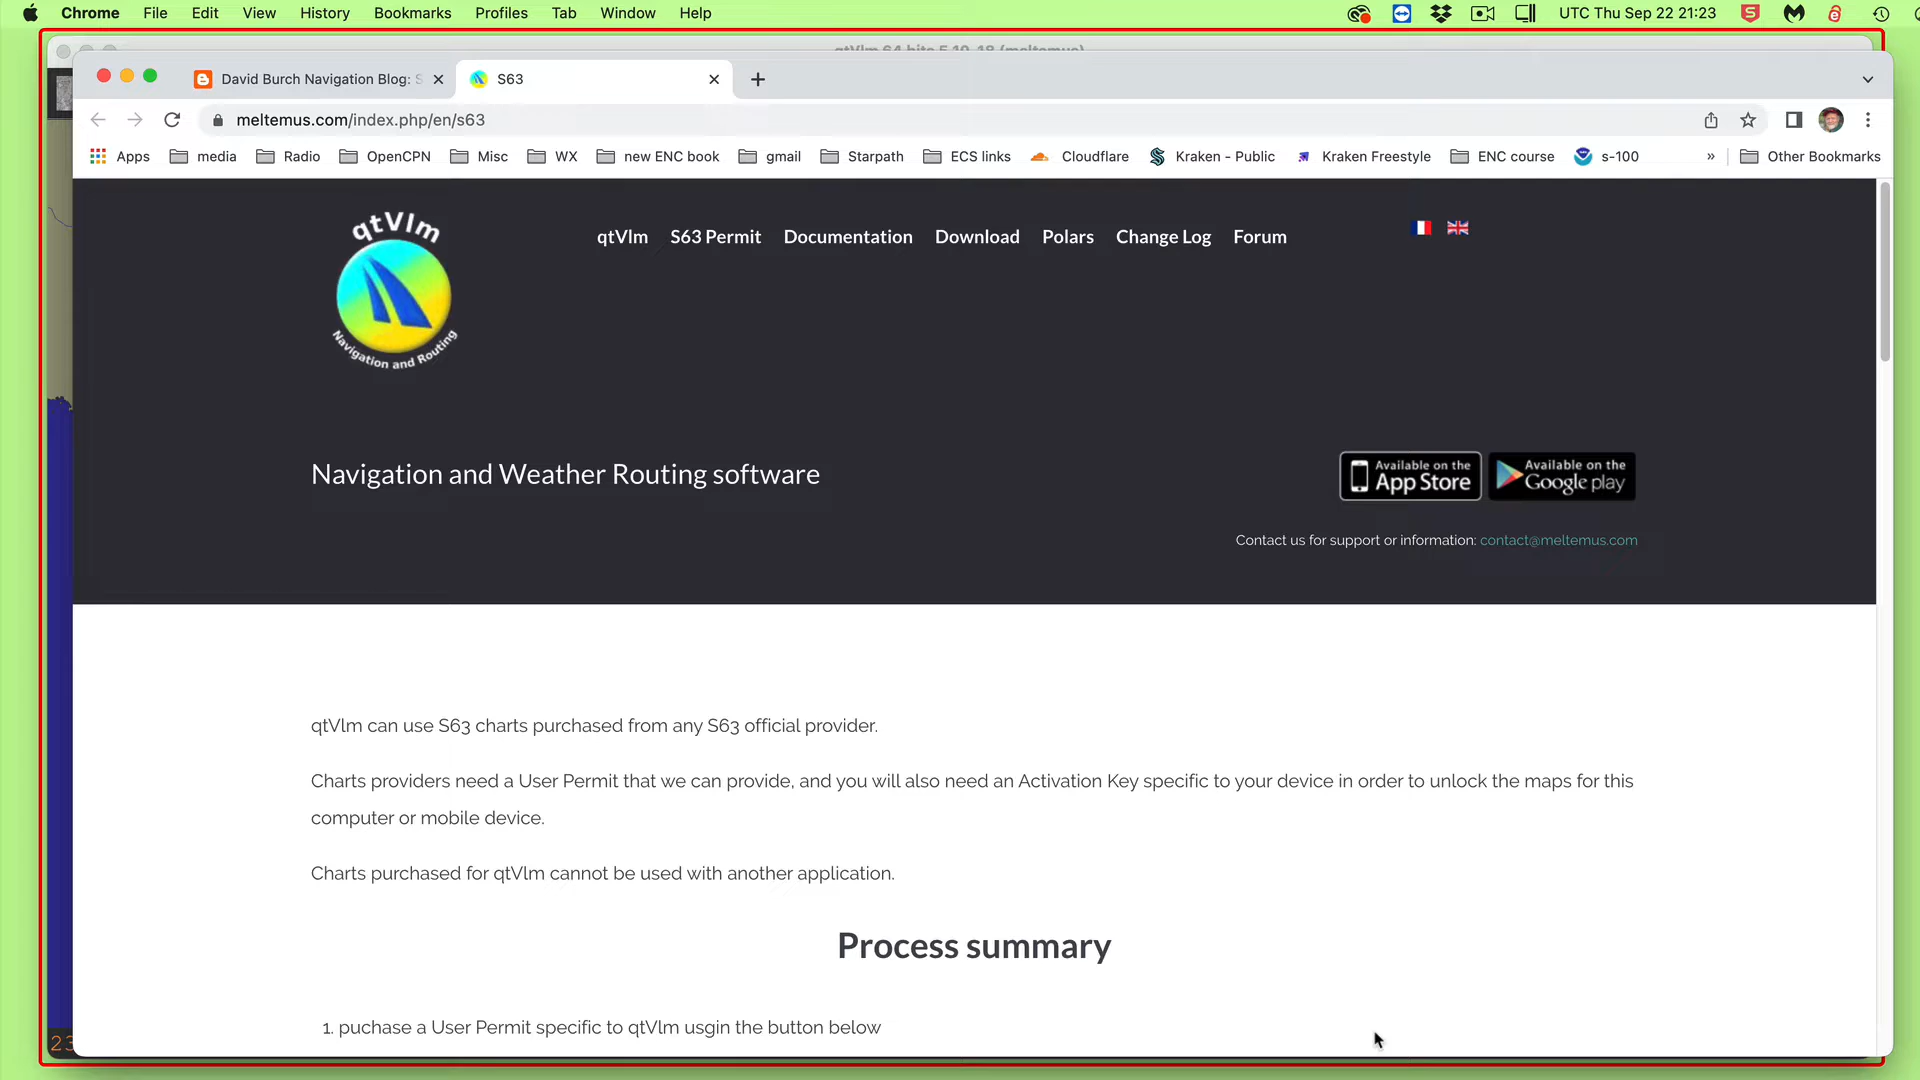 Chrome File Edit View History Bookmarks Profiles Tab Window Help UTC Thu Sep 22 21:23
qtVlm 64 bits 5.10-18 (meltemus)
David Burch Navigation Blog: S63
meltemus.com/index.php/en/s63
Apps media Radio OpenCPN Misc WX new ENC book gmail Starpath ECS links Cloudflare Kraken - Public Kraken Freestyle ENC course s-100 » Other Bookmarks
qtVlm
Navigation and Routing
qtVlm S63 Permit Documentation Download Polars Change Log Forum
Navigation and Weather Routing software
Available on the
App Store
Available on the
Google play
Contact us for support or information: contact@meltemus.com
qtVlm can use S63 charts purchased from any S63 official provider.
Charts providers need a User Permit that we can provide, and you will also need an Activation Key specific to your device in order to unlock the maps for this
computer or mobile device.
Charts purchased for qtVlm cannot be used with another application.
Process summary
1. puchase a User Permit specific to qtVlm usgin the button below
23